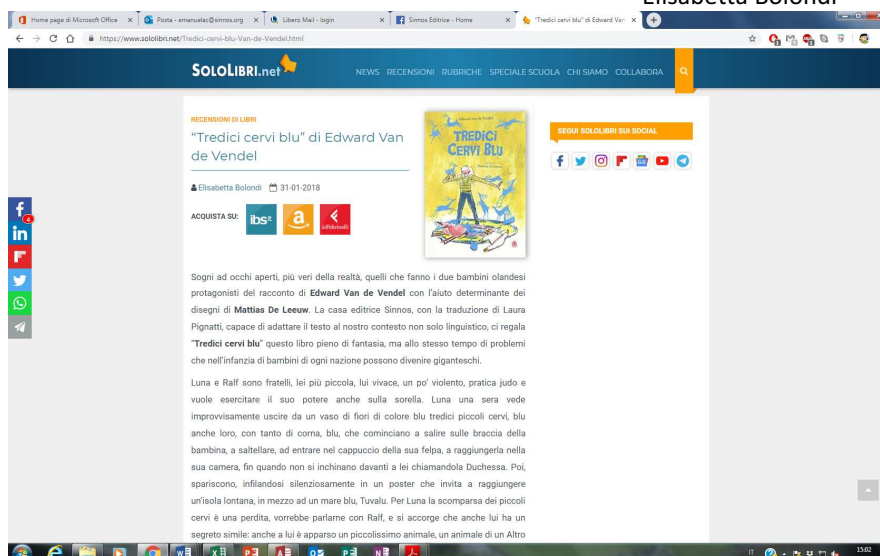 Elisabetta Bolondi
Home page di Microsoft Office
Posta - emanuelac@sinnos.org
Libero Mail - login
Sinnos Editrice - Home
"Tredici cervi blu" di Edward Van
https://www.sololibri.net/Tredici-cervi-blu-Van-de-Vendel.html
SOLOLIBRI.net
NEWS RECENSIONI RUBRICHE SPECIALE SCUOLA CHI SIAMO COLLABORA
RECENSIONI DI LIBRI
"Tredici cervi blu" di Edward Van
de Vendel
Elisabetta Bolondi 31-01-2018
ACQUISTA SU:
ibs
a
laFeltrinelli
TREDICI
CERVI BLU
SEGUI SOLOLIBRI SUI SOCIAL
4
Sogni ad occhi aperti, più veri della realtà, quelli che fanno i due bambini olandesi
protagonisti del racconto di Edward Van de Vendel con l'aiuto determinante dei
disegni di Mattias De Leeuw. La casa editrice Sinnos, con la traduzione di Laura
Pignatti, capace di adattare il testo al nostro contesto non solo linguistico, ci regala
"Tredici cervi blu" questo libro pieno di fantasia, ma allo stesso tempo di problemi
che nell'infanzia di bambini di ogni nazione possono divenire giganteschi.
Luna e Ralf sono fratelli, lei più piccola, lui vivace, un po' violento, pratica judo e
vuole esercitare il suo potere anche sulla sorella. Luna una sera vede
improvvisamente uscire da un vaso di fiori di colore blu tredici piccoli cervi, blu
anche loro, con tanto di corna, blu, che cominciano a salire sulle braccia della
bambina, a saltellare, ad entrare nel cappuccio della sua felpa, a raggiungerla nella
sua camera, fin quando non si inchinano davanti a lei chiamandola Duchessa. Poi,
spariscono, infilandosi silenziosamente in un poster che invita a raggiungere
un'isola lontana, in mezzo ad un mare blu, Tuvalu. Per Luna la scomparsa dei piccoli
cervi è una perdita, vorrebbe parlarne con Ralf, e si accorge che anche lui ha un
segreto simile: anche a lui è apparso un piccolissimo animale, un animale di un Altro
IT
15:02